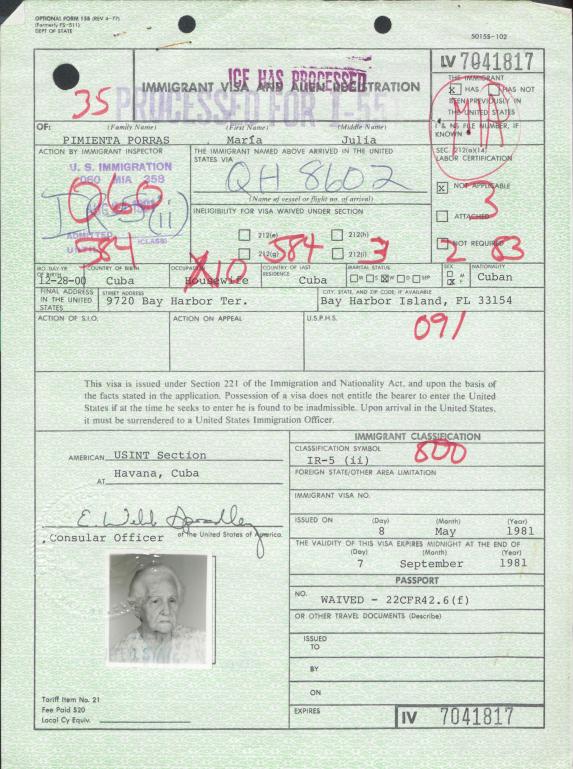 OPTIONAL FORM 155 (REV 4-77)
(Formerly FS-511)
DEPT OF STATE
50155-102
ICF HAS PROCESSED
IMMIGRANT VISA AND ALIEN REGISTRATION
PROCESSED FOR I-55
IV 7041817
35
THE IMMIGRANT
X HAS HAS NOT
BEEN PREVIOUSLY IN
THE UNITED STATES
I & NS FILE NUMBER, IF
KNOWN
MIA
OF: (Family Name) (First Name) (Middle Name)
PIMIENTA PORRAS María Julia
ACTION BY IMMIGRANT INSPECTOR
U. S. IMMIGRATION
060 MIA 358
060
IR-5 (ii)
ADMITTED
(CLASS)
UNTIL
584
THE IMMIGRANT NAMED ABOVE ARRIVED IN THE UNITED
STATES VIA
QH 8602
(Name of vessel or flight no. of arrival)
INELIGIBILITY FOR VISA WAIVED UNDER SECTION
212(e) 212(h)
212(g) 212(i)
584 3
SEC. 212(a)(14)
LABOR CERTIFICATION
X NOT APPLICABLE
3
ATTACHED
NOT REQUIRED
2 83
MO. DAY YR. OF BIRTH COUNTRY OF BIRTH OCCUPATION COUNTRY OF LAST RESIDENCE MARITAL STATUS SEX NATIONALITY
12-28-00 Cuba Housewife X10 Cuba M S X W D SEP M X F Cuban
FINAL ADDRESS IN THE UNITED STATES
STREET ADDRESS
9720 Bay Harbor Ter.
CITY, STATE, AND ZIP CODE, IF AVAILABLE
Bay Harbor Island, FL 33154
ACTION OF S.I.O. ACTION ON APPEAL U.S.P.H.S.
091
This visa is issued under Section 221 of the Immigration and Nationality Act, and upon the basis of
the facts stated in the application. Possession of a visa does not entitle the bearer to enter the United
States if at the time he seeks to enter he is found to be inadmissible. Upon arrival in the United States,
it must be surrendered to a United States Immigration Officer.
AMERICAN USINT Section
AT Havana, Cuba
E. Webb Spradley
Consular Officer of the United States of America.
IMMIGRANT CLASSIFICATION
CLASSIFICATION SYMBOL
IR-5 (ii)
800
FOREIGN STATE/OTHER AREA LIMITATION
IMMIGRANT VISA NO.
ISSUED ON (Day) (Month) (Year)
8 May 1981
THE VALIDITY OF THIS VISA EXPIRES MIDNIGHT AT THE END OF
(Day) (Month) (Year)
7 September 1981
PASSPORT
NO. WAIVED - 22CFR42.6(f)
OR OTHER TRAVEL DOCUMENTS (Describe)
ISSUED
TO
BY
ON
EXPIRES
Tariff Item No. 21
Fee Paid $20
Local Cy Equiv.
IV 7041817